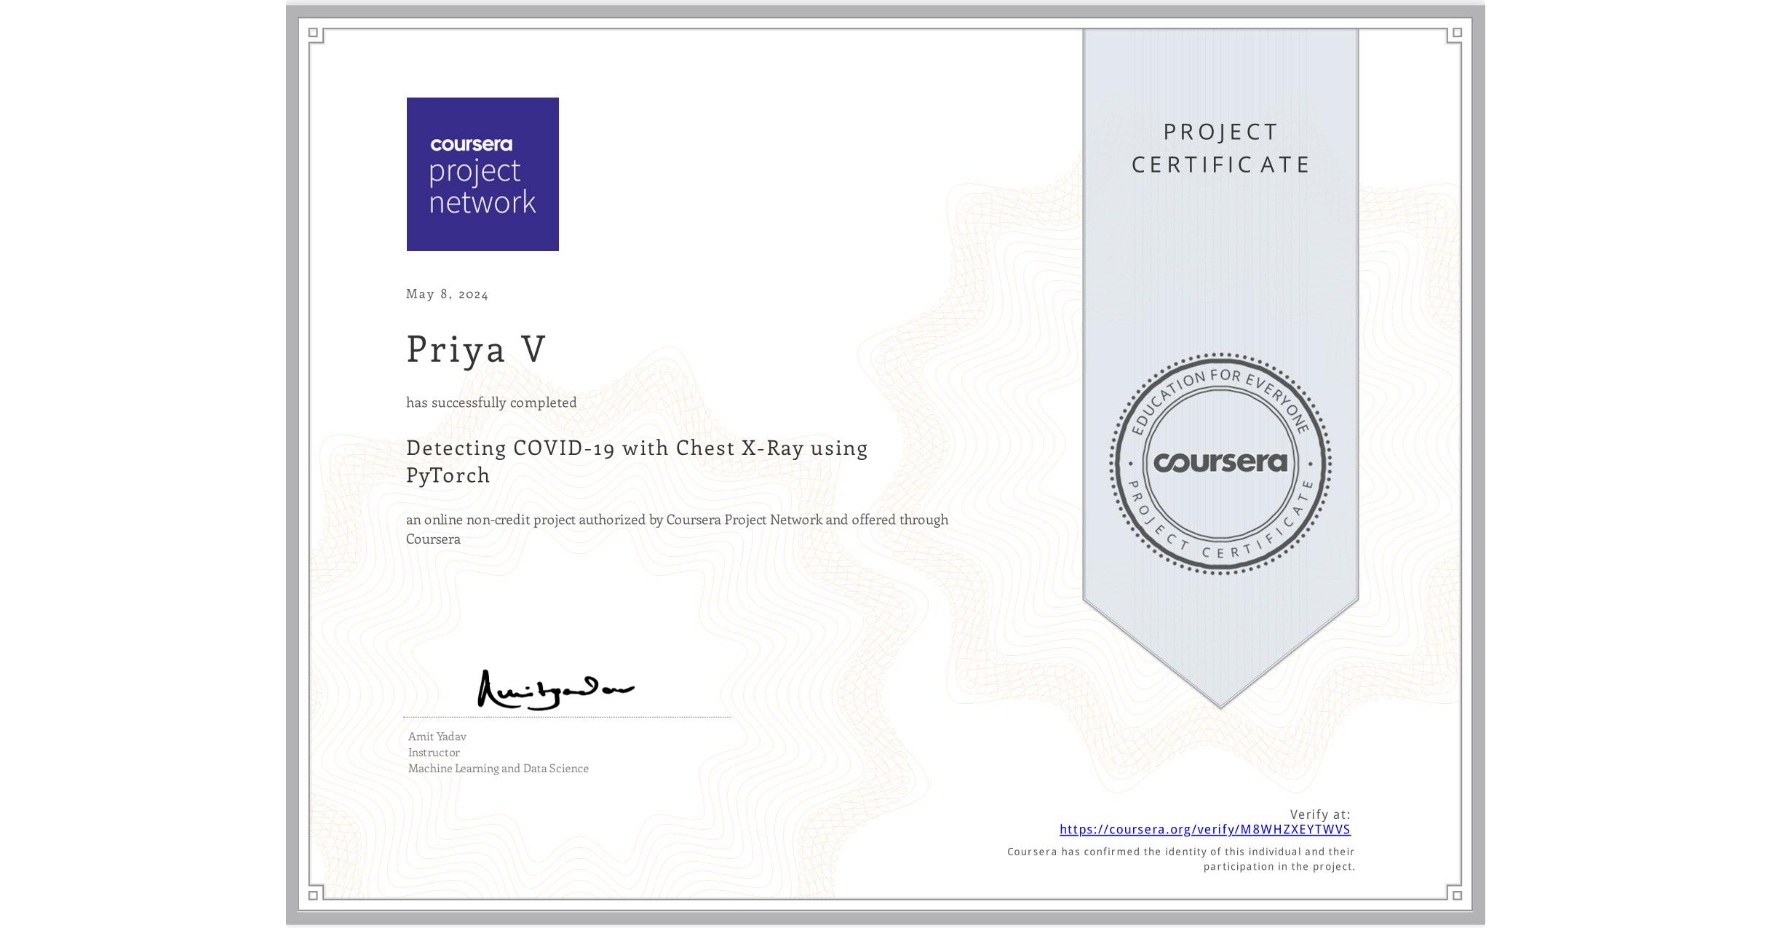 coursera
project
network
PROJECT
CERTIFICATE
May 8, 2024
Priya V
has successfully completed
Detecting COVID-19 with Chest X-Ray using
PyTorch
an online non-credit project authorized by Coursera Project Network and offered through
Coursera
EDUCATION FOR EVERYONE
coursera
PROJECT CERTIFICATE
Amit Yadav
Amit Yadav
Instructor
Machine Learning and Data Science
Verify at:
https://coursera.org/verify/M8WHZXEYTWVS
Coursera has confirmed the identity of this individual and their
participation in the project.